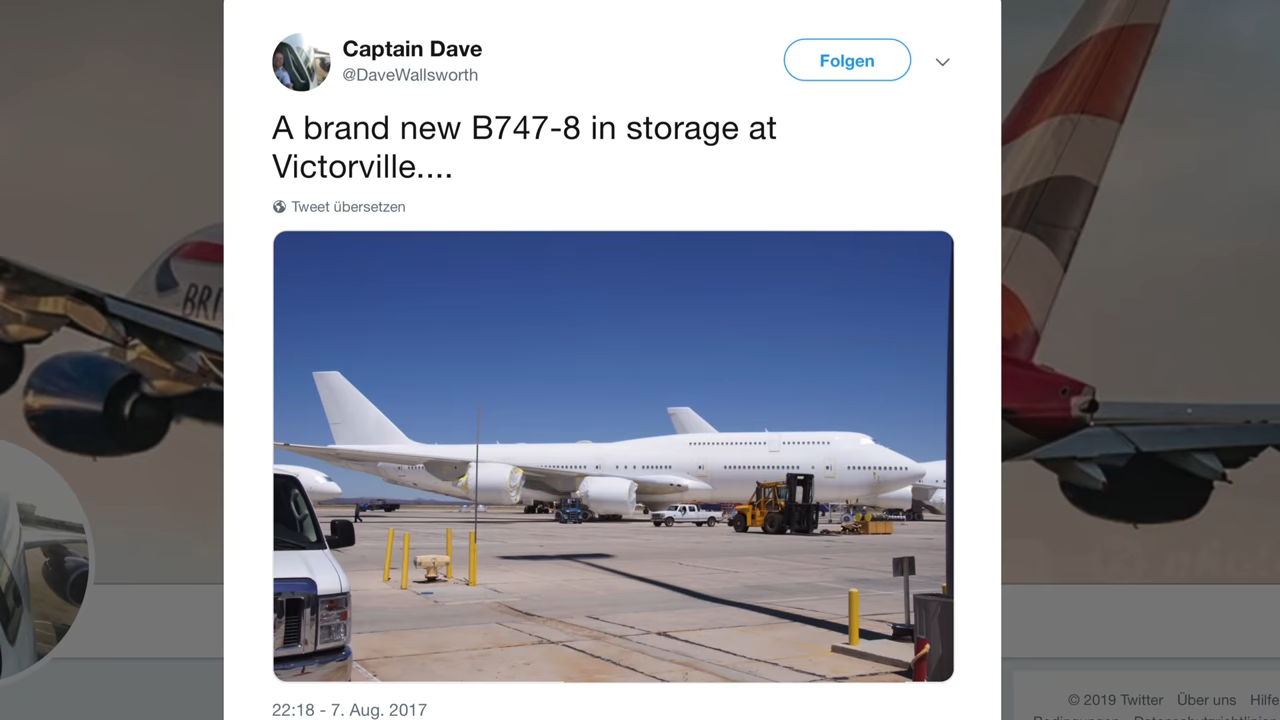 Captain Dave
@DaveWallsworth
Folgen
A brand new B747-8 in storage at
Victorville....
Tweet übersetzen
BRI
22:18 - 7. Aug. 2017
© 2019 Twitter Über uns Hilfe